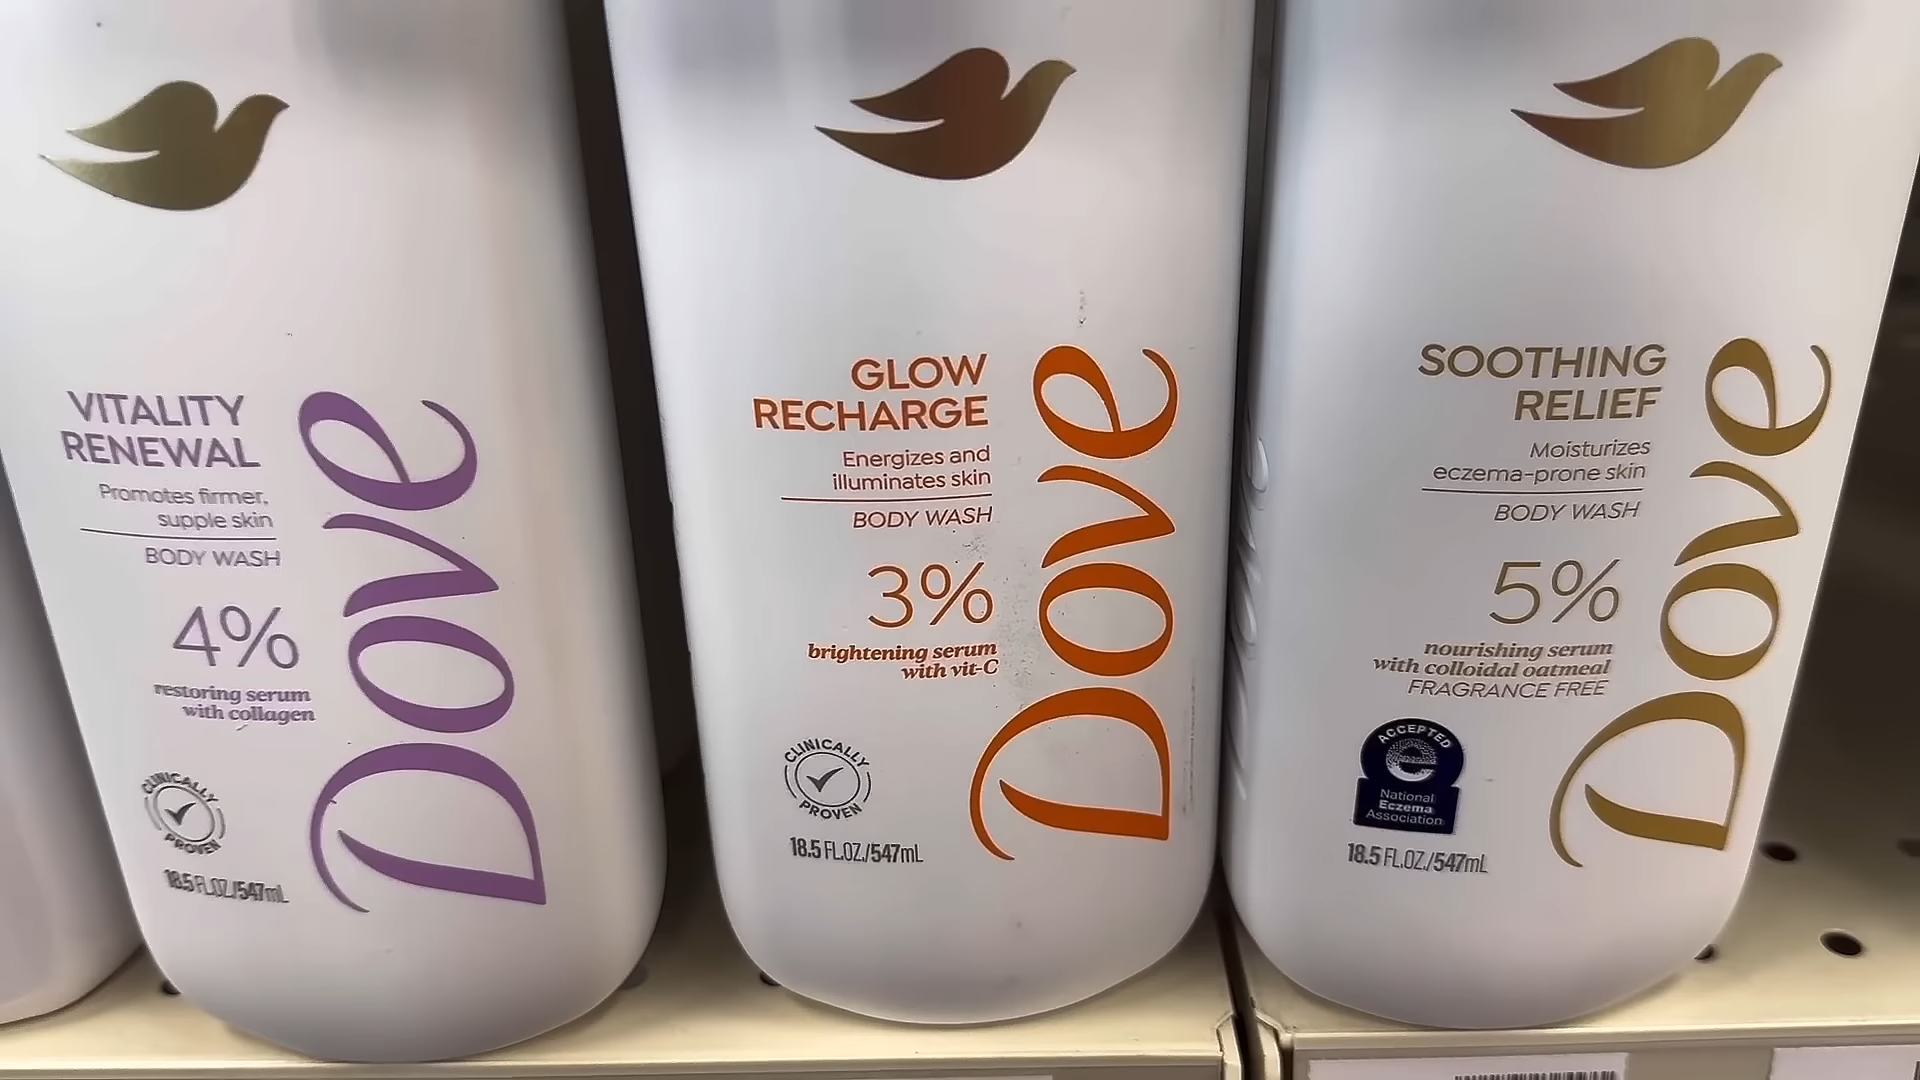 VITALITY
RENEWAL
Promotes firmer,
supple skin
BODY WASH
4%
restoring serum
with collagen
CLINICALLY
PROVEN
18.5 FL.OZ./547mL
Dove
GLOW
RECHARGE
Energizes and
illuminates skin
BODY WASH
3%
brightening serum
with vit-C
CLINICALLY
PROVEN
18.5 FL.OZ./547mL
Dove
SOOTHING
RELIEF
Moisturizes
eczema-prone skin
BODY WASH
5%
nourishing serum
with colloidal oatmeal
FRAGRANCE FREE
ACCEPTED
National
Eczema
Association
18.5 FL.OZ./547mL
Dove